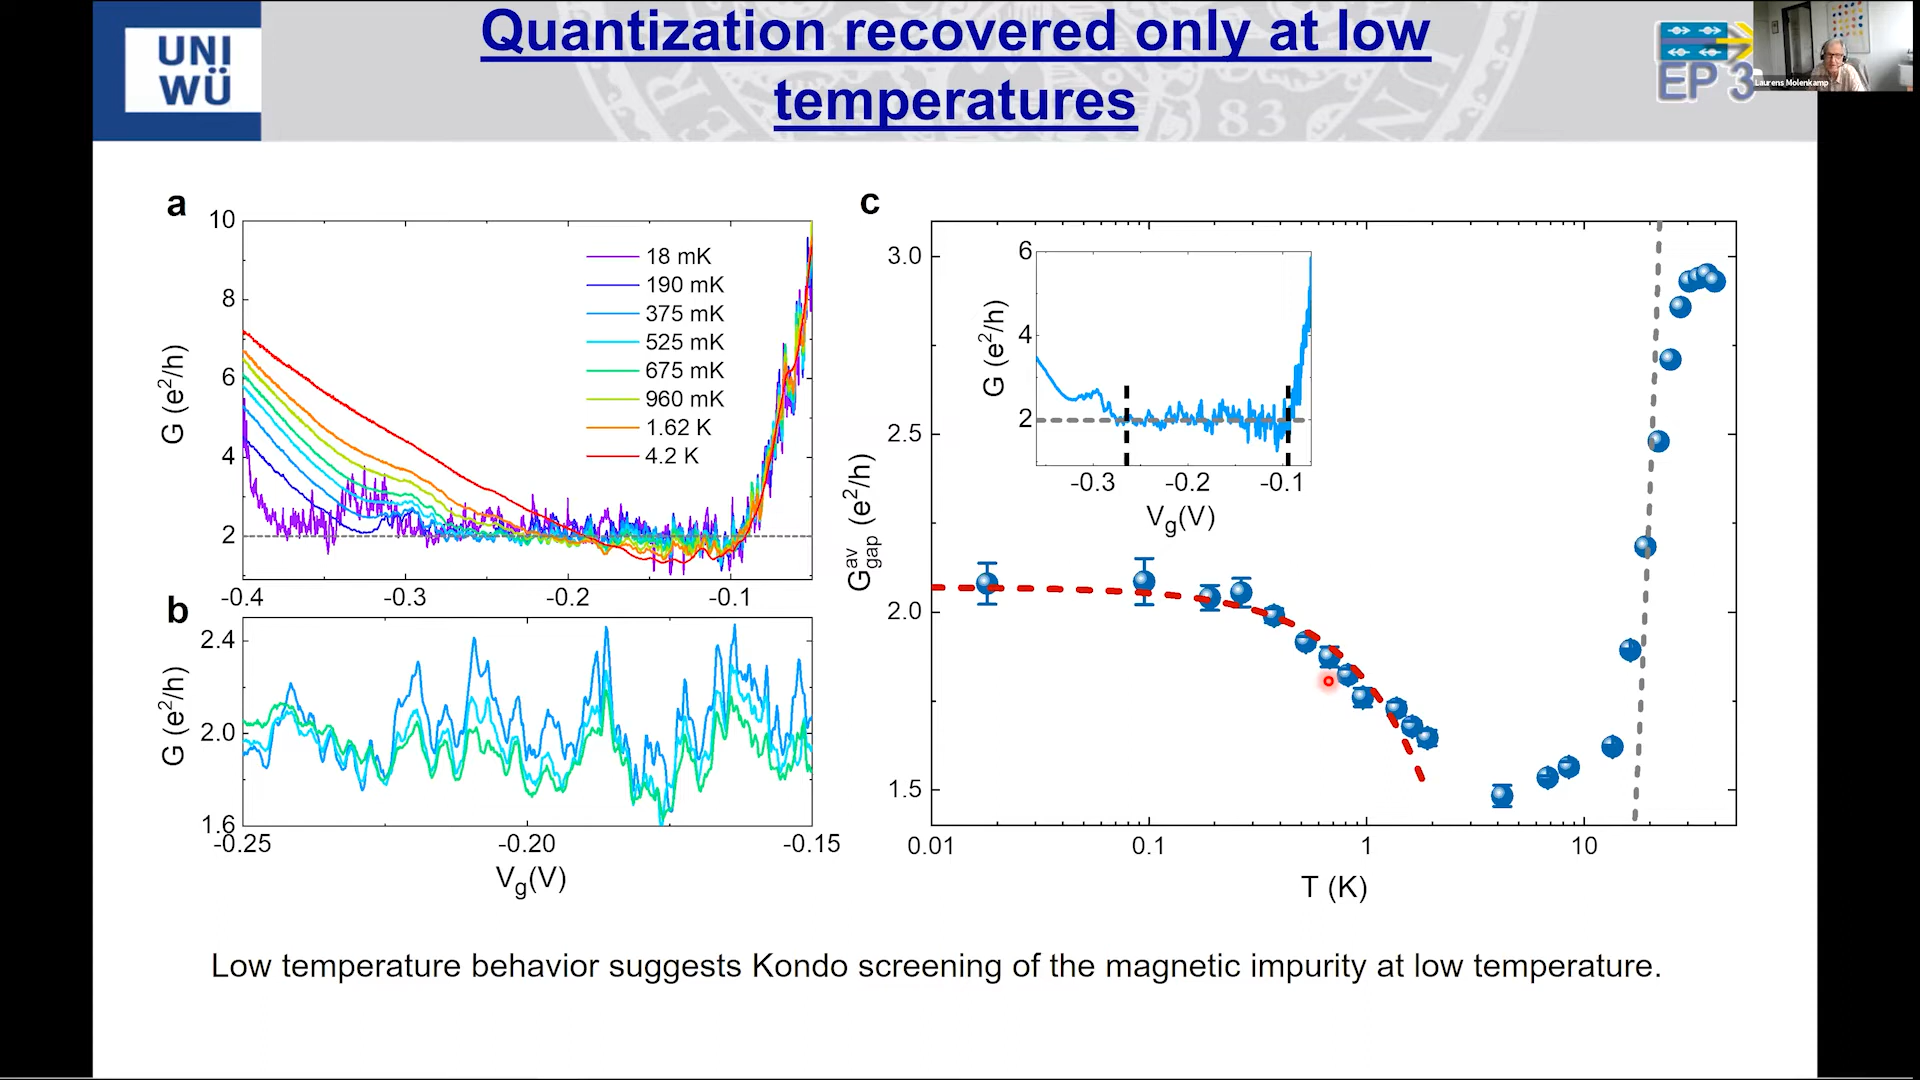 UNI
WÜ
Quantization recovered only at low
temperatures
EP 3
Laurens Molenkamp
83
a
10
8
6
4
2
G (e²/h)
-0.4
-0.3
-0.2
-0.1
18 mK
190 mK
375 mK
525 mK
675 mK
960 mK
1.62 K
4.2 K
b
2.4
2.0
1.6
G (e²/h)
-0.25
-0.20
-0.15
Vg(V)
c
3.0
2.5
2.0
1.5
G^av_gap (e²/h)
0.01
0.1
1
10
T (K)
6
4
2
G (e²/h)
-0.3
-0.2
-0.1
Vg(V)
Low temperature behavior suggests Kondo screening of the magnetic impurity at low temperature.